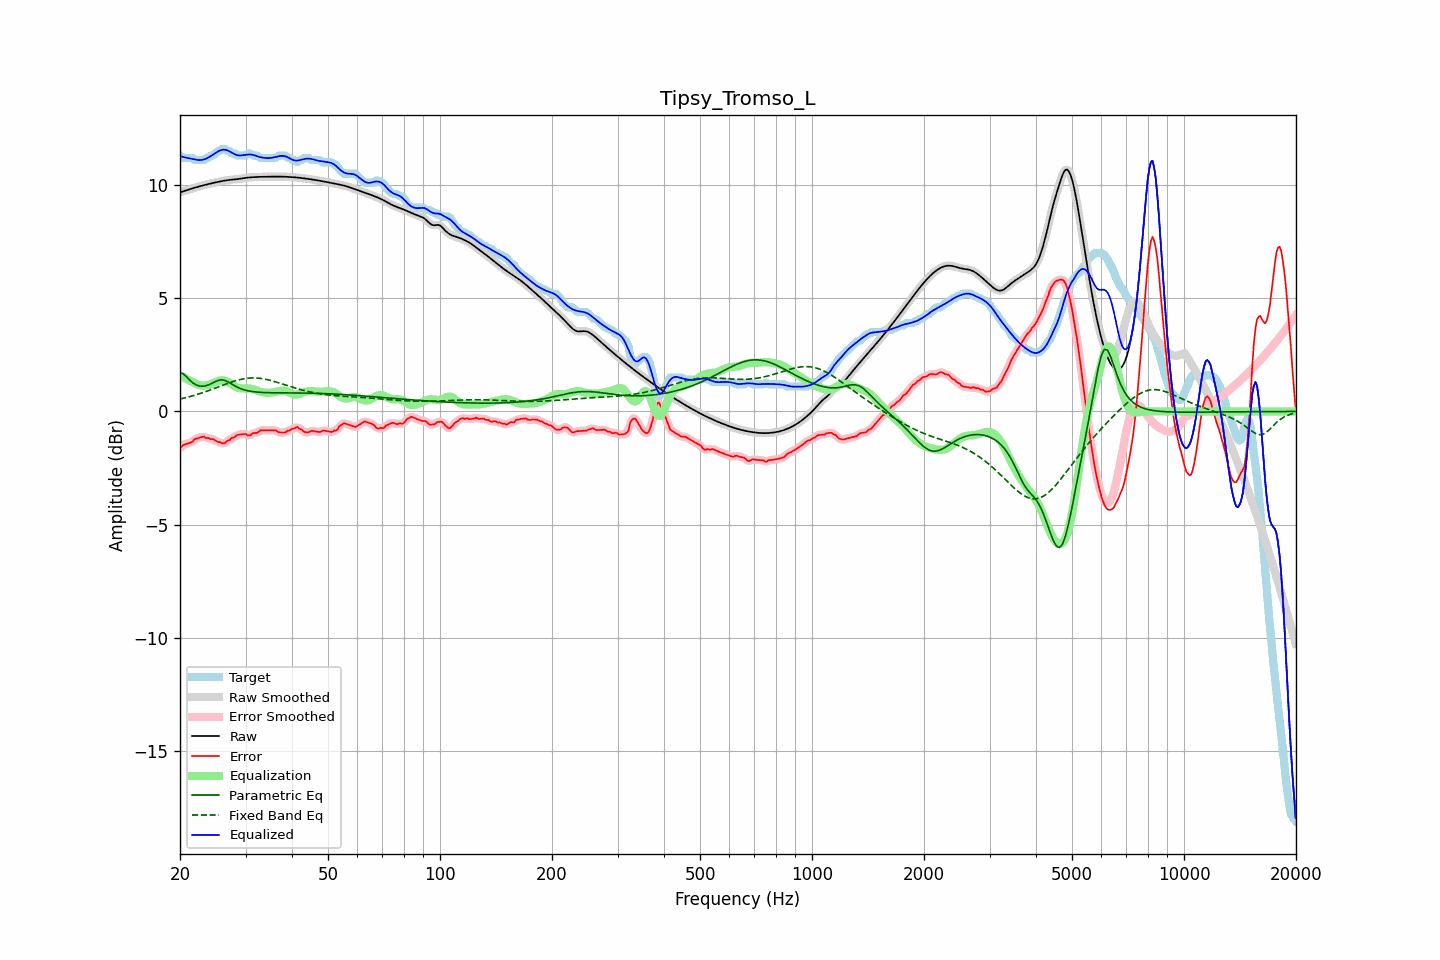 Tipsy_Tromso_L
Amplitude (dBr)
10
5
0
−5
−10
−15
Target
Raw Smoothed
Error Smoothed
Raw
Error
Equalization
Parametric Eq
Fixed Band Eq
Equalized
20 50 100 200 500 1000 2000 5000 10000 20000
Frequency (Hz)